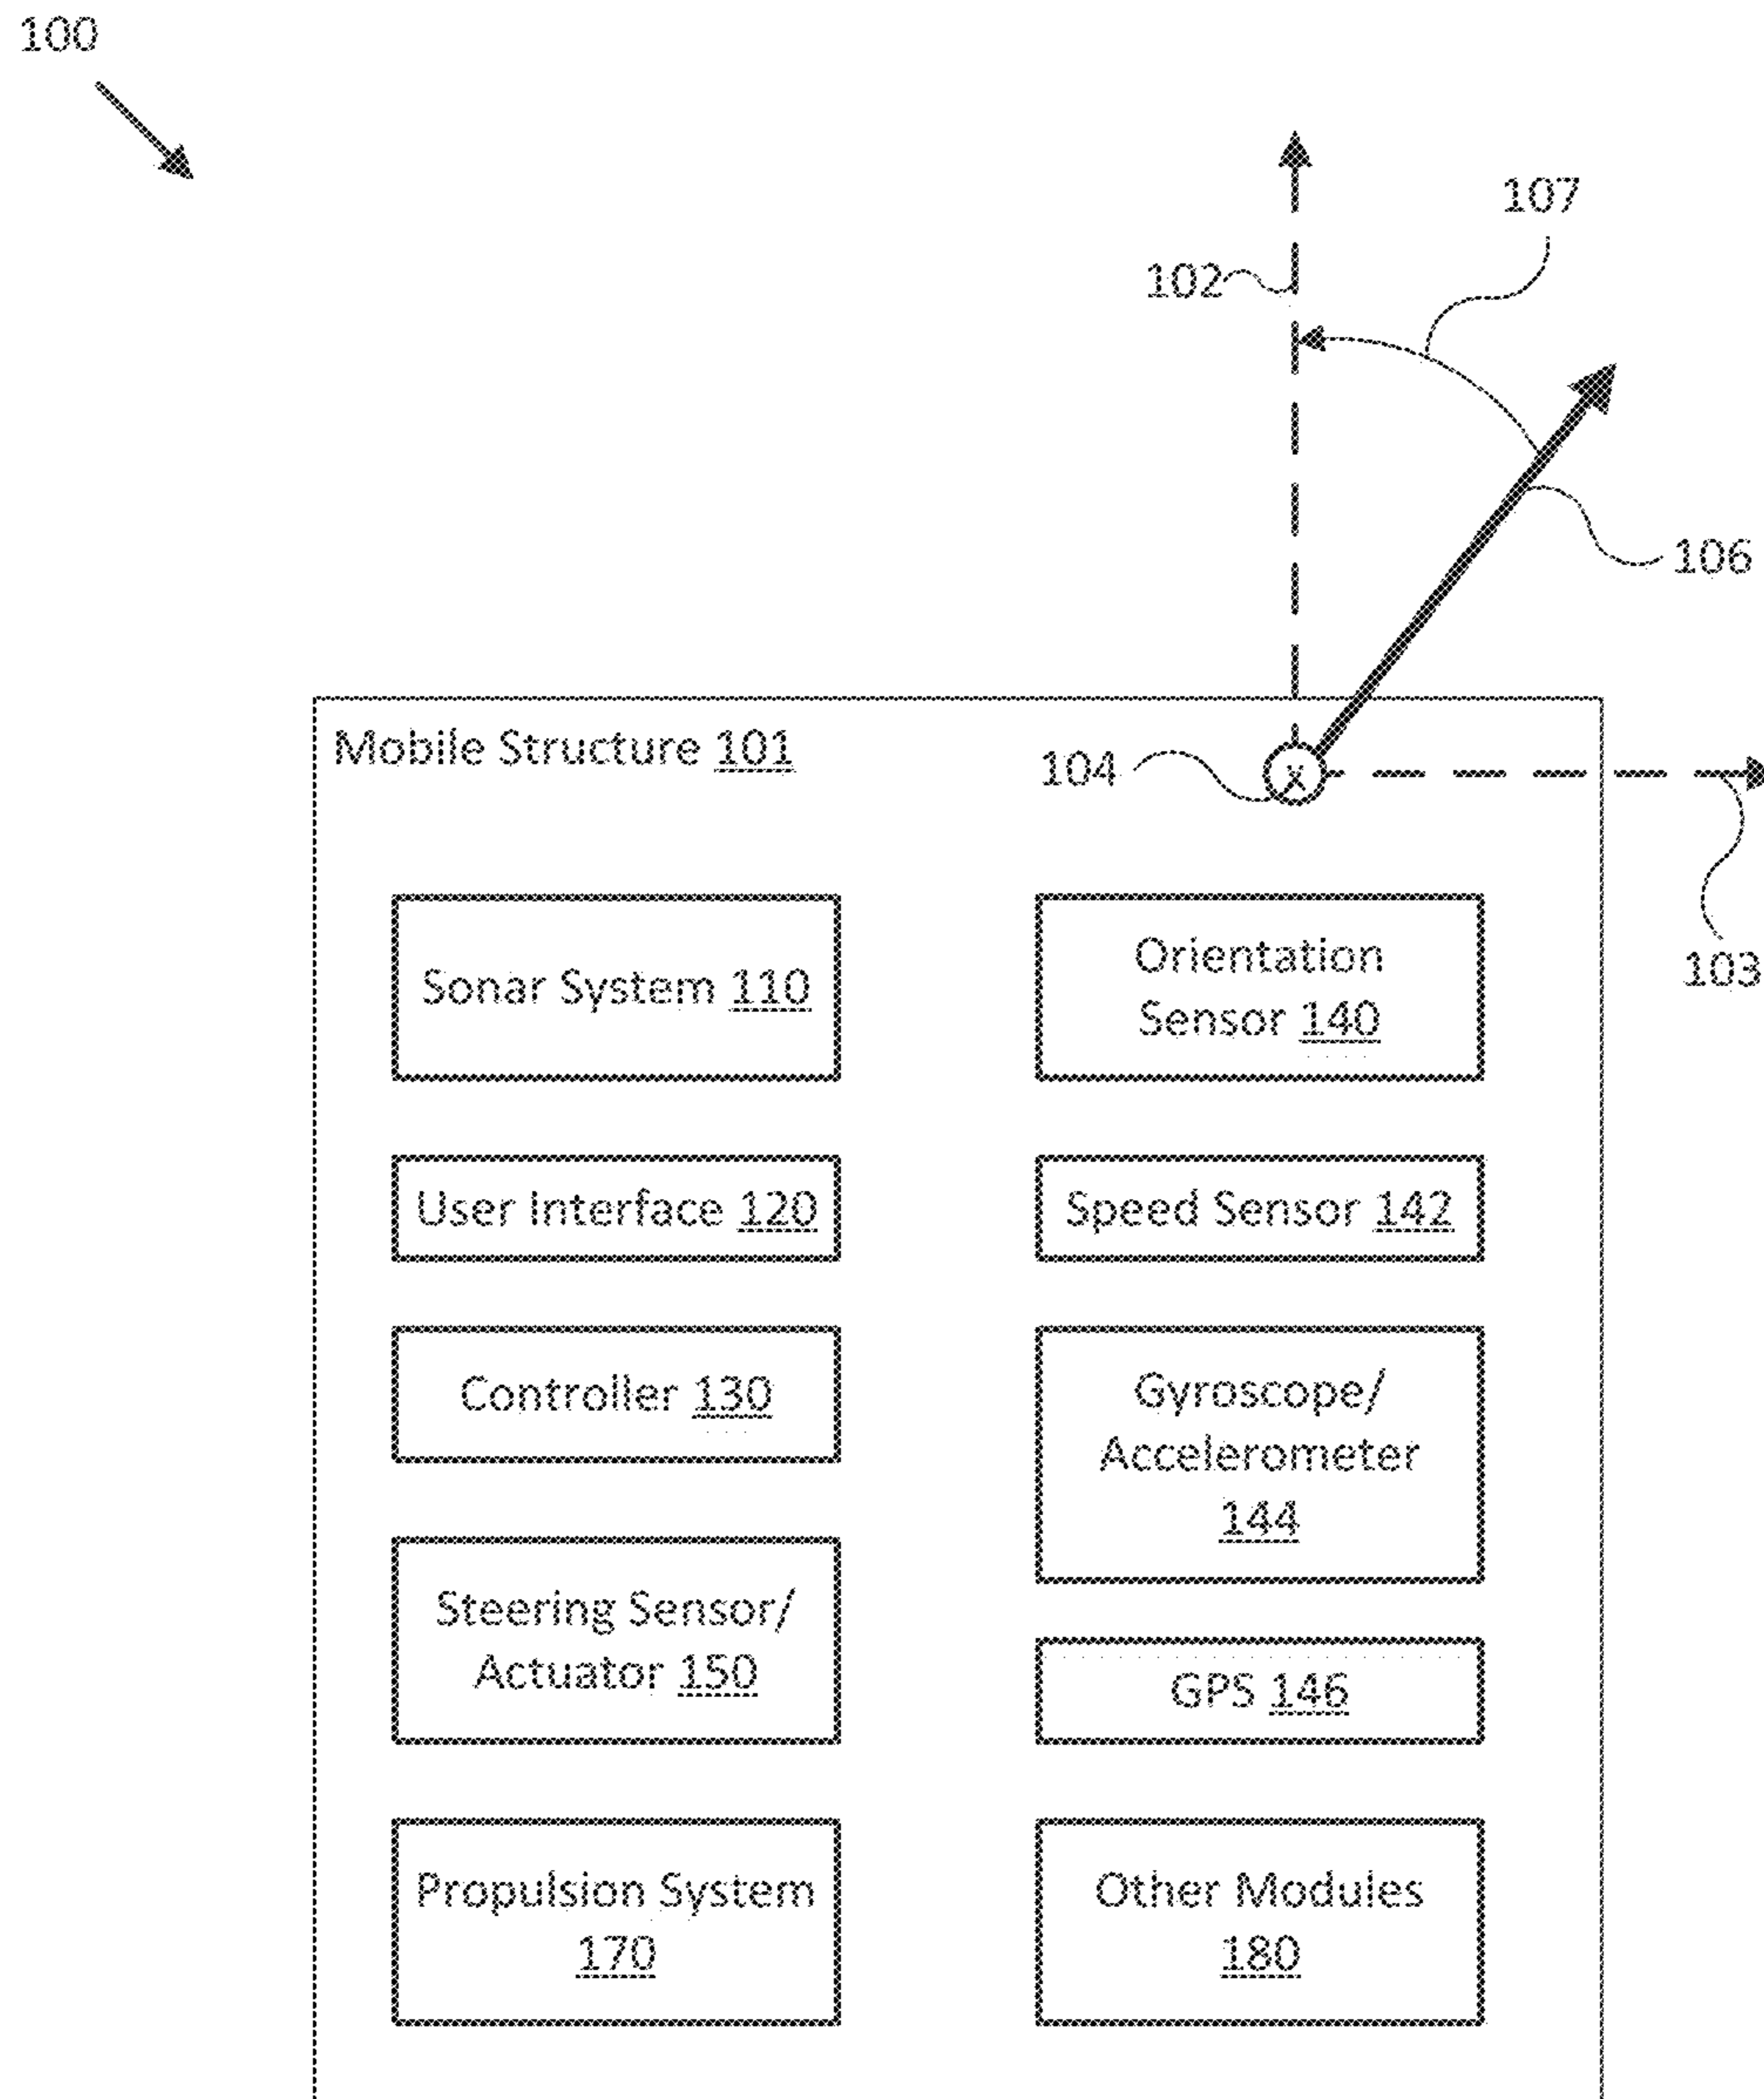 100
107
102
106
Mobile Structure 101
104
X
103
Sonar System 110
Orientation
Sensor 140
User Interface 120
Speed Sensor 142
Controller 130
Gyroscope/
Accelerometer
144
Steering Sensor/
Actuator 150
GPS 146
Propulsion System
170
Other Modules
180